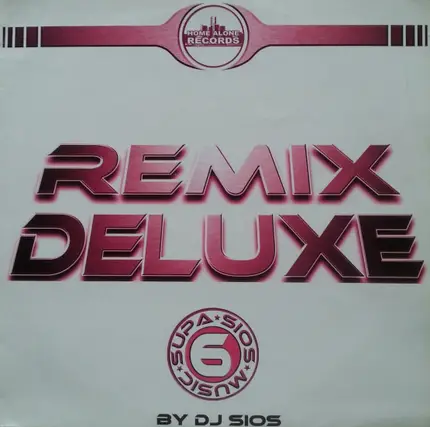 HOME ALONE
RECORDS
REMIX
DELUXE
SUPA★SIOS★MUSIC★
6
BY DJ SIOS